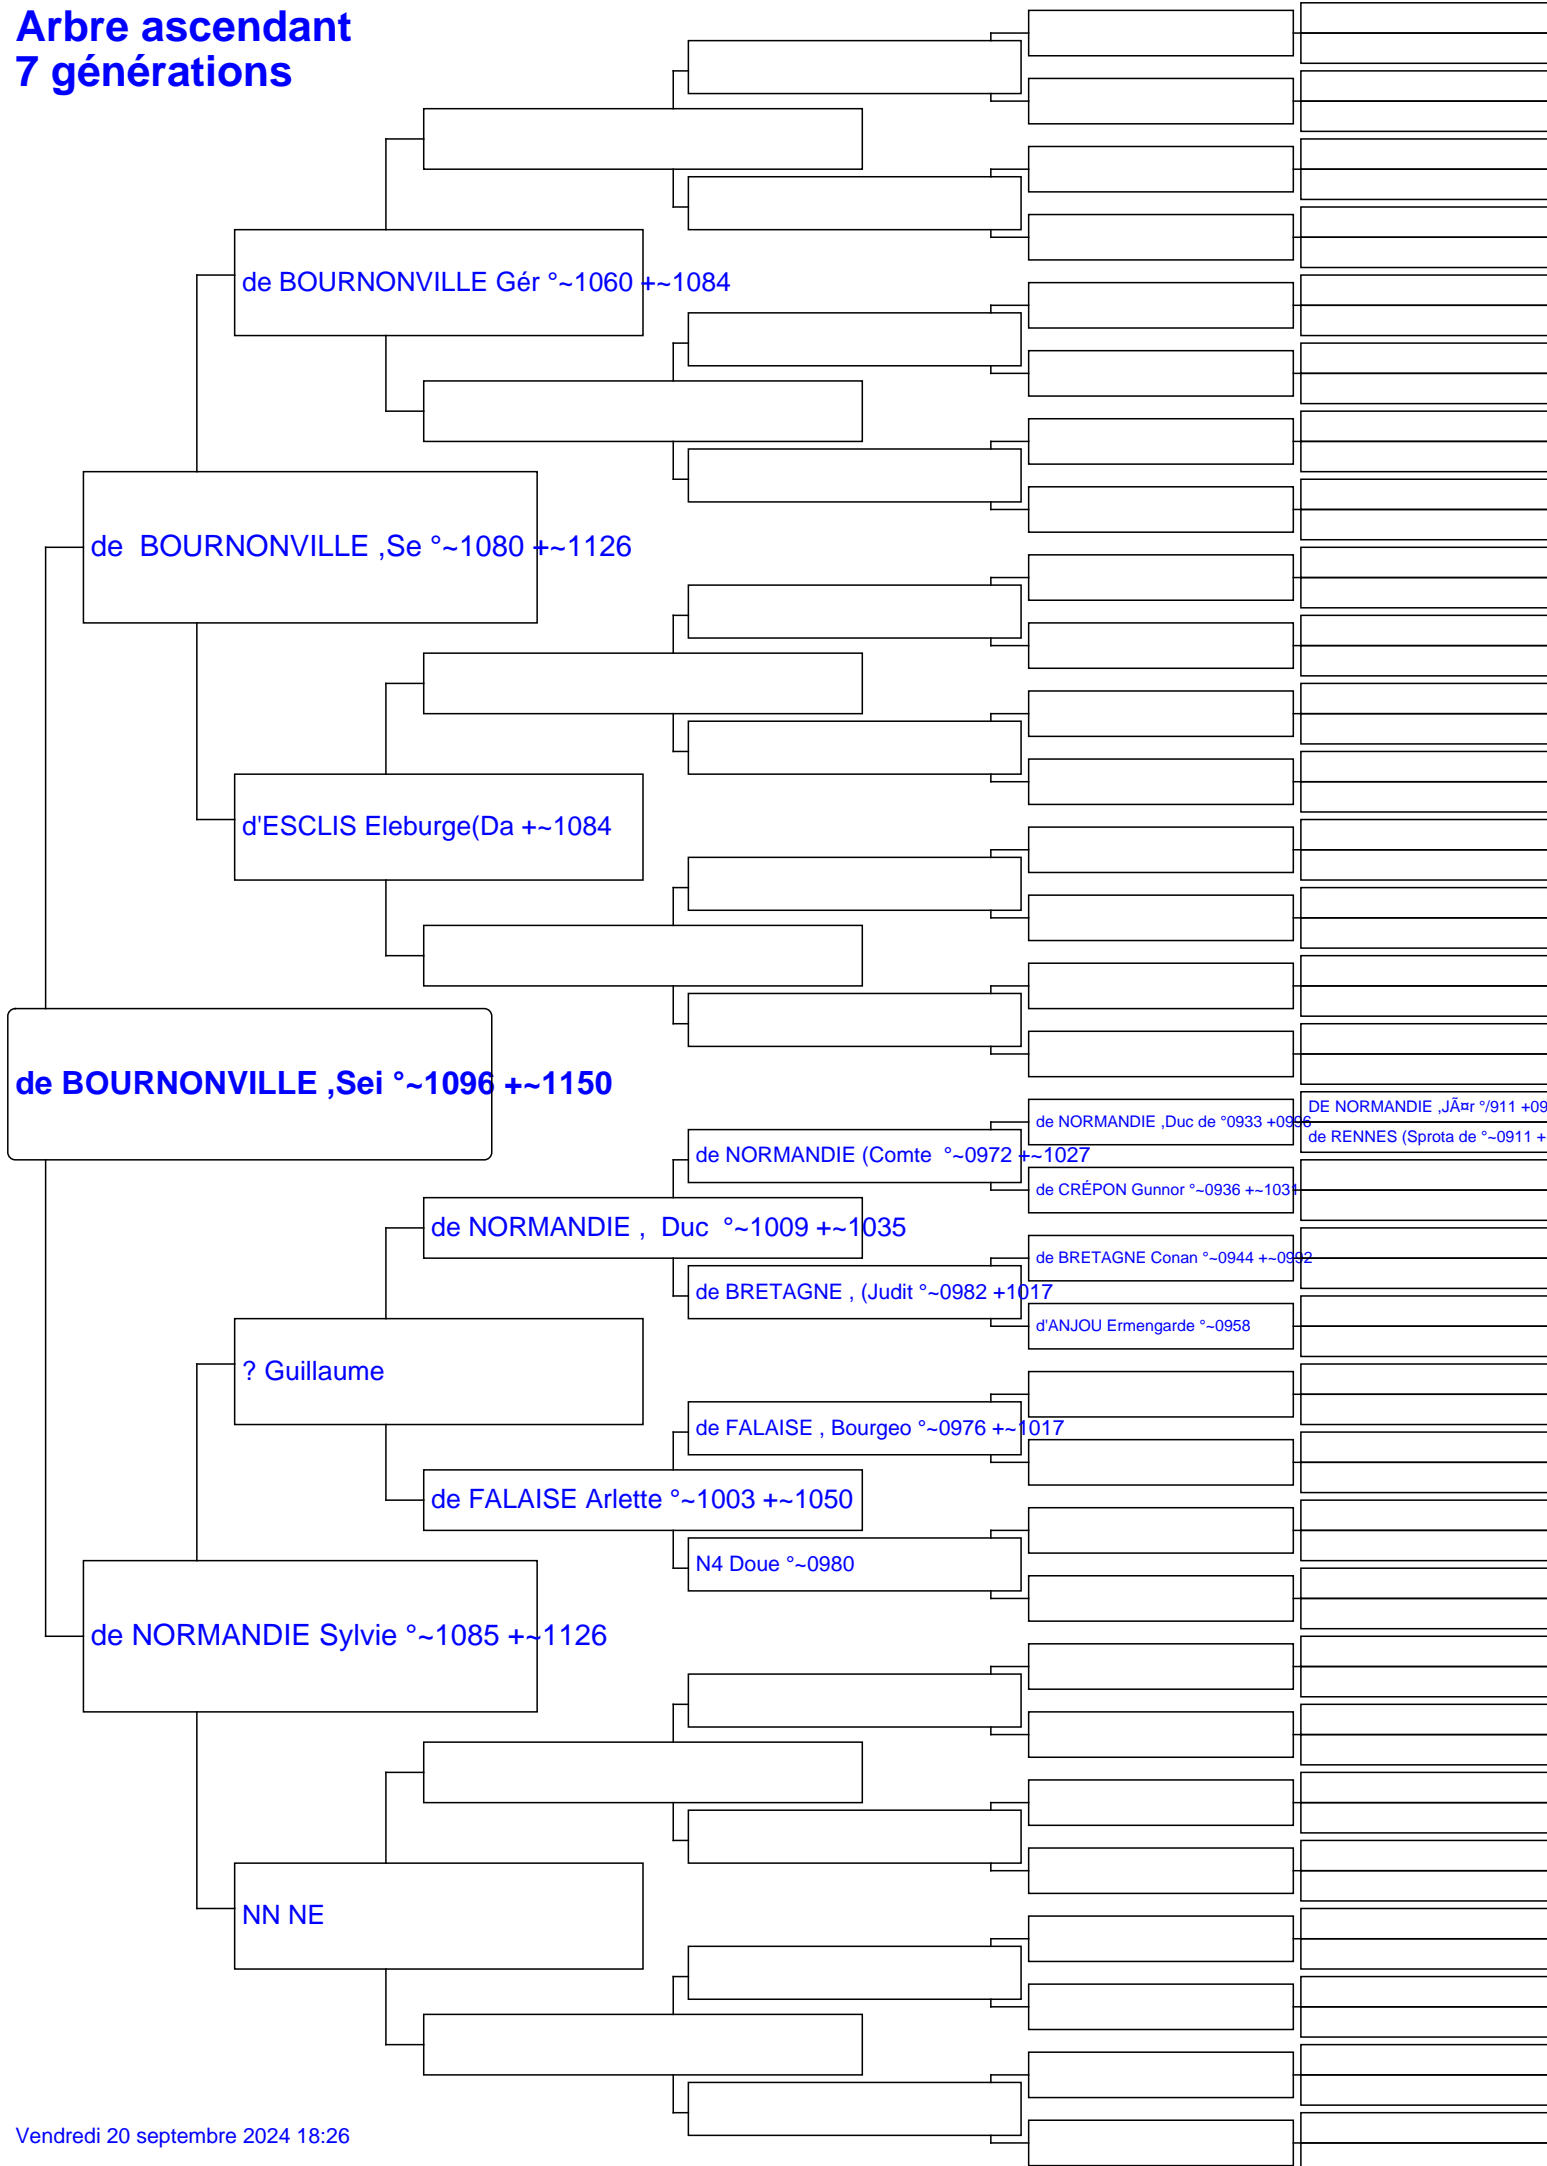 Arbre ascendant
7 générations
de BOURNONVILLE Gér °~1060 +~1084
de  BOURNONVILLE ,Se °~1080 +~1126
d'ESCLIS Eleburge(Da +~1084
de BOURNONVILLE ,Sei °~1096 +~1150
DE NORMANDIE ,JÃ¤r °/911 +09
de NORMANDIE ,Duc de °0933 +0996
de RENNES (Sprota de °~0911 +
de NORMANDIE (Comte  °~0972 +~1027
de CRÉPON Gunnor °~0936 +~1031
de NORMANDIE ,  Duc  °~1009 +~1035
de BRETAGNE Conan °~0944 +~0992
de BRETAGNE , (Judit °~0982 +1017
d'ANJOU Ermengarde °~0958
? Guillaume
de FALAISE , Bourgeo °~0976 +~1017
de FALAISE Arlette °~1003 +~1050
N4 Doue °~0980
de NORMANDIE Sylvie °~1085 +~1126
NN NE
Vendredi 20 septembre 2024 18:26